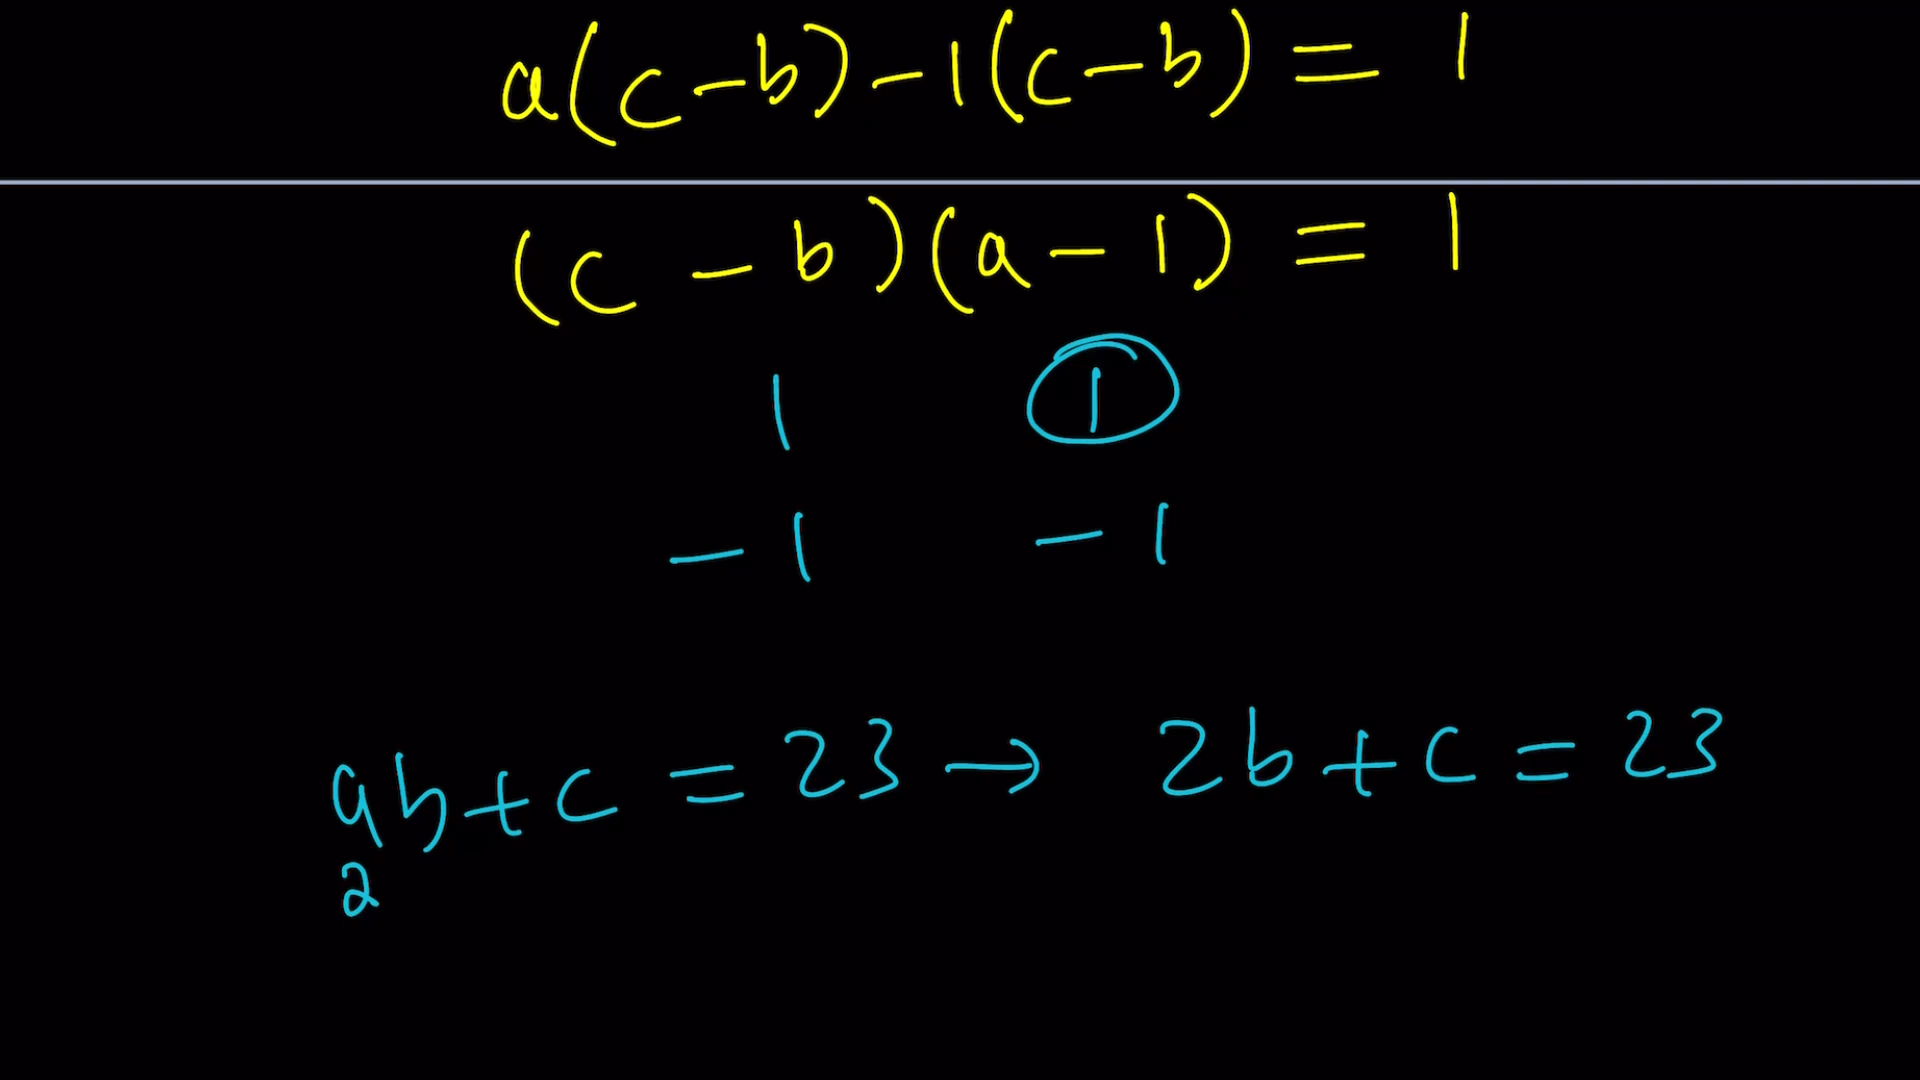 a(c-b)-1(c-b) = 1
(c - b)(a - 1) = 1
1 1
-1 -1
ab+c = 23 → 2b+c = 23
2